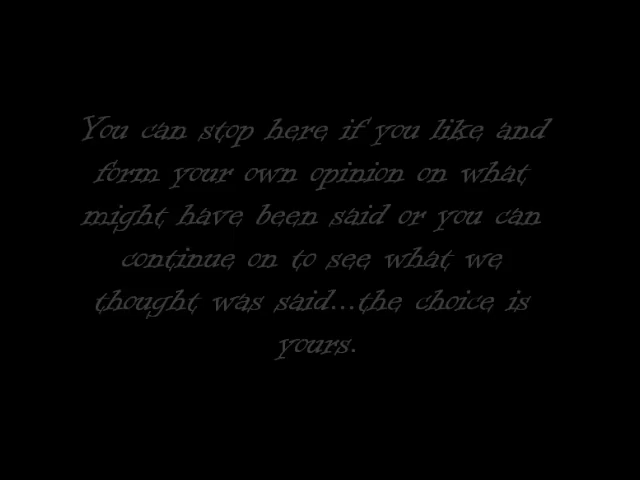 You can stop here if you like and
form your own opinion on what
might have been said or you can
continue on to see what we
thought was said...the choice is
yours.